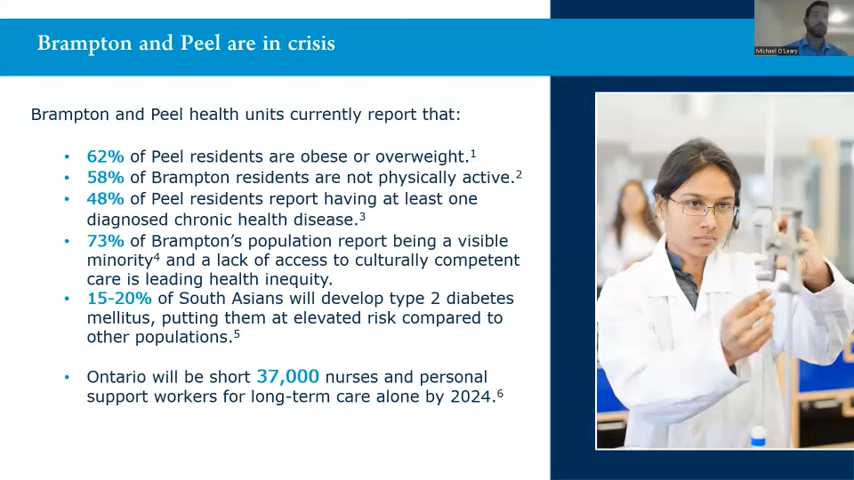 Brampton and Peel are in crisis
Michael O'Leary
Brampton and Peel health units currently report that:
• 62% of Peel residents are obese or overweight.1
• 58% of Brampton residents are not physically active.2
• 48% of Peel residents report having at least one
diagnosed chronic health disease.3
• 73% of Brampton’s population report being a visible
minority4 and a lack of access to culturally competent
care is leading health inequity.
• 15-20% of South Asians will develop type 2 diabetes
mellitus, putting them at elevated risk compared to
other populations.5
• Ontario will be short 37,000 nurses and personal
support workers for long-term care alone by 2024.6